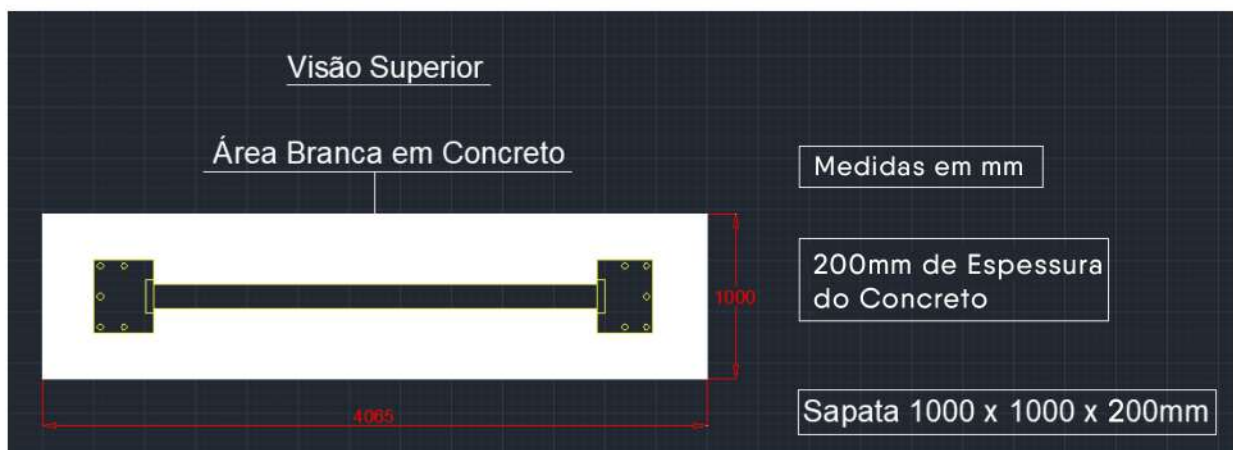 Visão Superior
Área Branca em Concreto
Medidas em mm
200mm de Espessura
do Concreto
1000
4065
Sapata 1000 x 1000 x 200mm